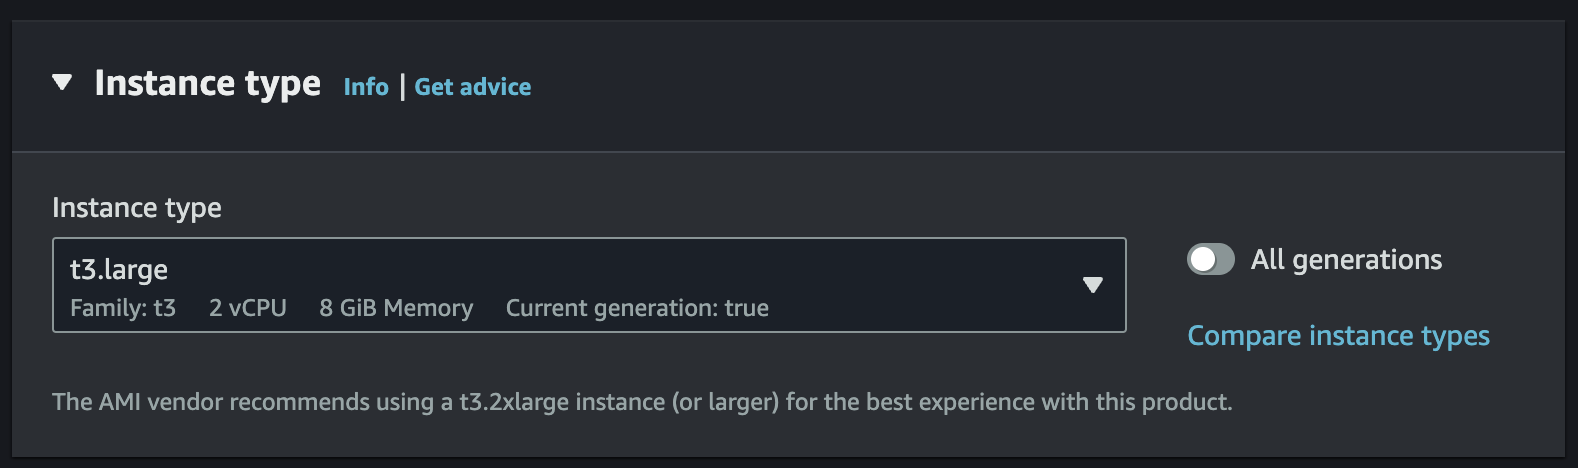 Instance type Info | Get advice
Instance type
t3.large
Family: t3 2 vCPU 8 GiB Memory Current generation: true
All generations
Compare instance types
The AMI vendor recommends using a t3.2xlarge instance (or larger) for the best experience with this product.